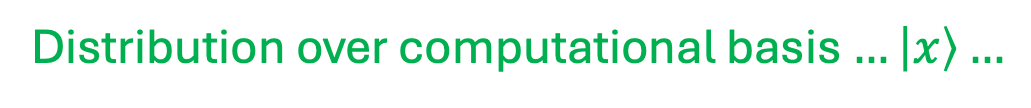 Distribution over computational basis ... |x⟩ ...